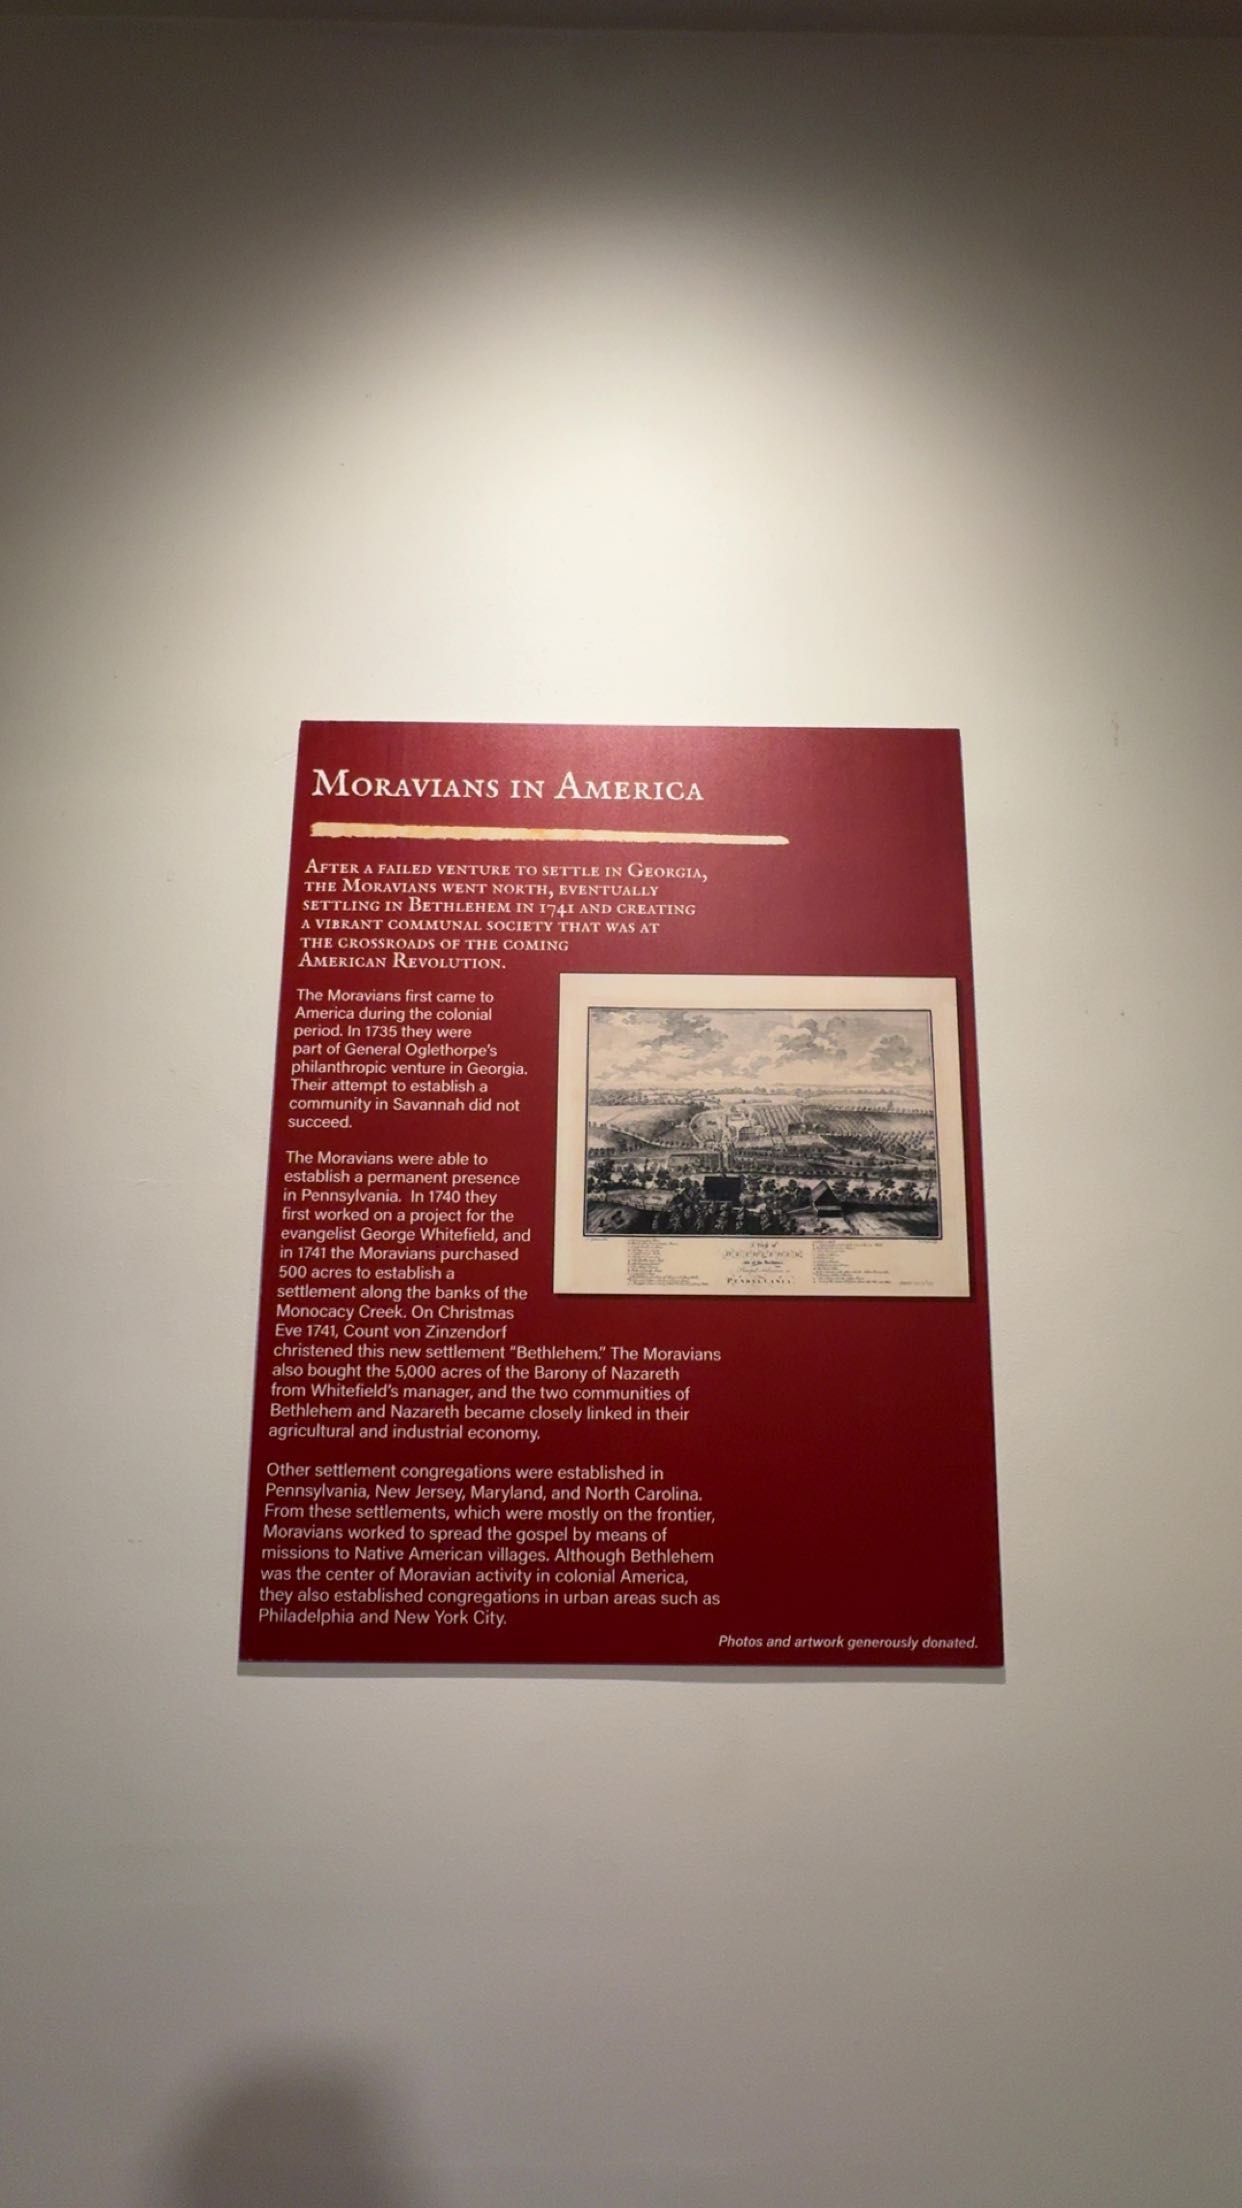 MORAVIANS IN AMERICA
AFTER A FAILED VENTURE TO SETTLE IN GEORGIA,
THE MORAVIANS WENT NORTH, EVENTUALLY
SETTLING IN BETHLEHEM IN 1741 AND CREATING
A VIBRANT COMMUNAL SOCIETY THAT WAS AT
THE CROSSROADS OF THE COMING
AMERICAN REVOLUTION.
The Moravians first came to
America during the colonial
period. In 1735 they were
part of General Oglethorpe's
philanthropic venture in Georgia.
Their attempt to establish a
community in Savannah did not
succeed.
The Moravians were able to
establish a permanent presence
in Pennsylvania. In 1740 they
first worked on a project for the
evangelist George Whitefield, and
in 1741 the Moravians purchased
500 acres to establish a
settlement along the banks of the
Monocacy Creek. On Christmas
Eve 1741, Count von Zinzendorf
christened this new settlement "Bethlehem." The Moravians
also bought the 5,000 acres of the Barony of Nazareth
from Whitefield's manager, and the two communities of
Bethlehem and Nazareth became closely linked in their
agricultural and industrial economy.
Other settlement congregations were established in
Pennsylvania, New Jersey, Maryland, and North Carolina.
From these settlements, which were mostly on the frontier,
Moravians worked to spread the gospel by means of
missions to Native American villages. Although Bethlehem
was the center of Moravian activity in colonial America,
they also established congregations in urban areas such as
Philadelphia and New York City.
A View of
BETHLEHEM
PENSYLVANIA
Photos and artwork generously donated.